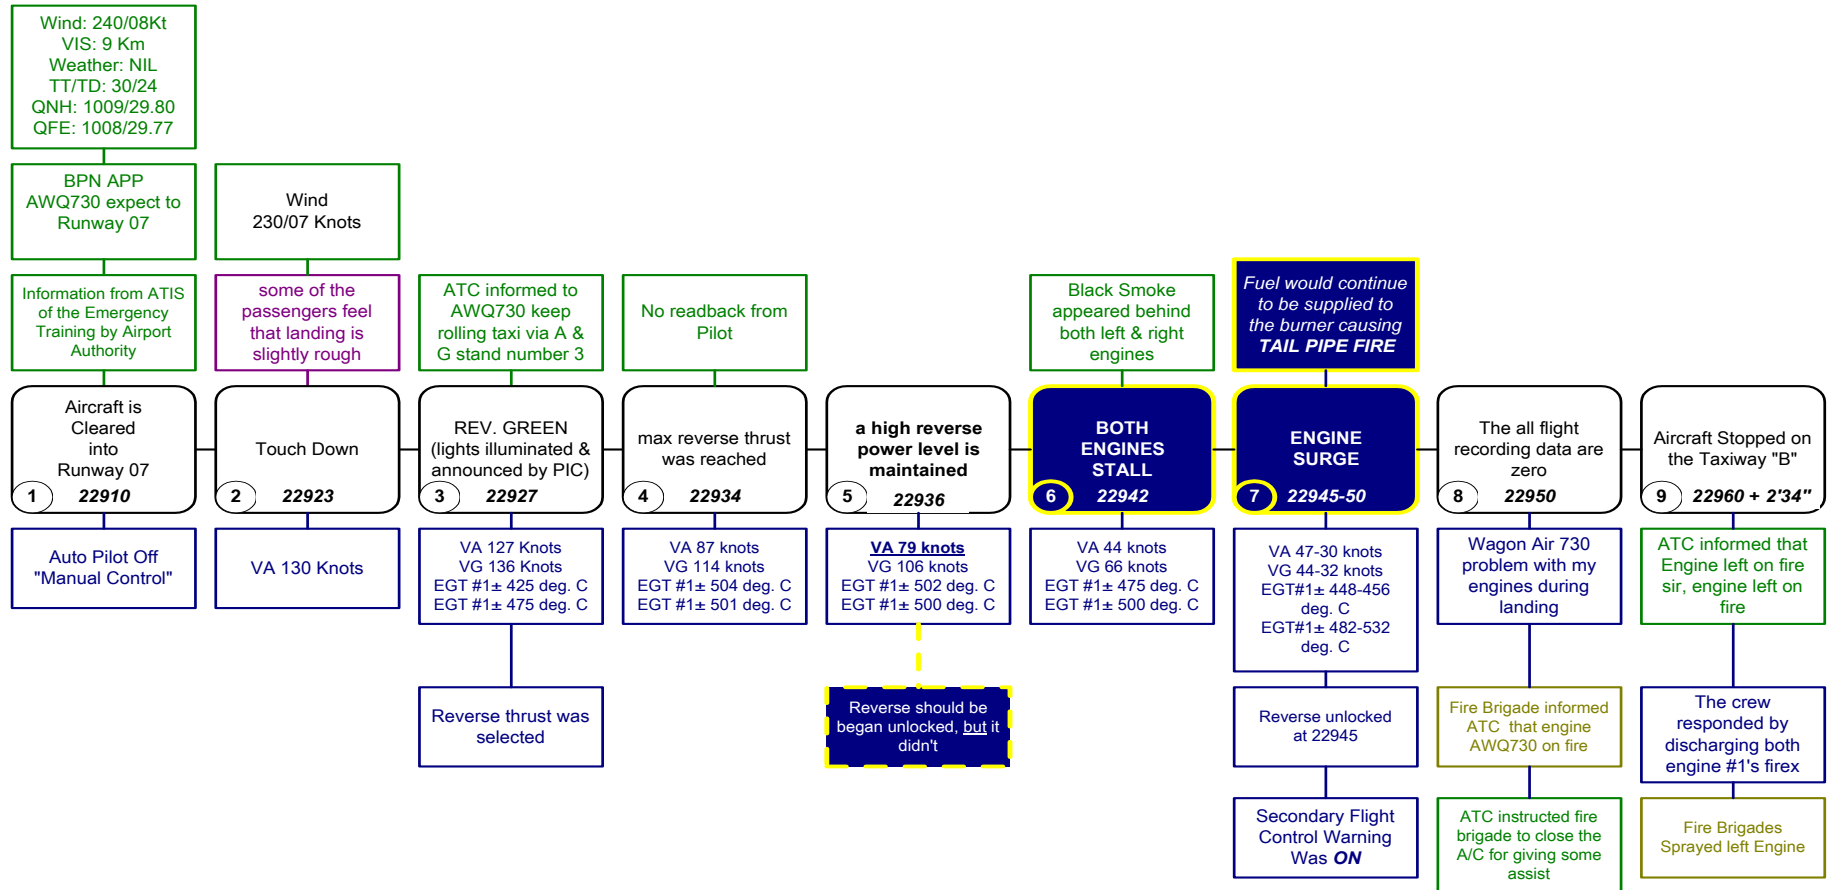 Wind: 240/08Kt
VIS: 9 Km
Weather: NIL
TT/TD: 30/24
QNH: 1009/29.80
QFE: 1008/29.77
BPN APP
AWQ730 expect to
Runway 07
Information from ATIS
of the Emergency
Training by Airport
Authority
Aircraft is
Cleared
into
Runway 07
1 22910
Auto Pilot Off
"Manual Control"
Wind
230/07 Knots
some of the
passengers feel
that landing is
slightly rough
Touch Down
2 22923
VA 130 Knots
ATC informed to
AWQ730 keep
rolling taxi via A &
G stand number 3
REV. GREEN
(lights illuminated &
announced by PIC)
3 22927
VA 127 Knots
VG 136 Knots
EGT #1± 425 deg. C
EGT #1± 475 deg. C
Reverse thrust was
selected
No readback from
Pilot
max reverse thrust
was reached
4 22934
VA 87 knots
VG 114 knots
EGT #1± 504 deg. C
EGT #1± 501 deg. C
a high reverse
power level is
maintained
5 22936
VA 79 knots
VG 106 knots
EGT #1± 502 deg. C
EGT #1± 500 deg. C
Reverse should be
began unlocked, but it
didn't
Black Smoke
appeared behind
both left & right
engines
BOTH
ENGINES
STALL
6 22942
VA 44 knots
VG 66 knots
EGT #1± 475 deg. C
EGT #1± 500 deg. C
Fuel would continue
to be supplied to
the burner causing
TAIL PIPE FIRE
ENGINE
SURGE
7 22945-50
VA 47-30 knots
VG 44-32 knots
EGT#1± 448-456
deg. C
EGT#1± 482-532
deg. C
Reverse unlocked
at 22945
Secondary Flight
Control Warning
Was ON
The all flight
recording data are
zero
8 22950
Wagon Air 730
problem with my
engines during
landing
Fire Brigade informed
ATC that engine
AWQ730 on fire
ATC instructed fire
brigade to close the
A/C for giving some
assist
Aircraft Stopped on
the Taxiway "B"
9 22960 + 2'34"
ATC informed that
Engine left on fire
sir, engine left on
fire
The crew
responded by
discharging both
engine #1's firex
Fire Brigades
Sprayed left Engine